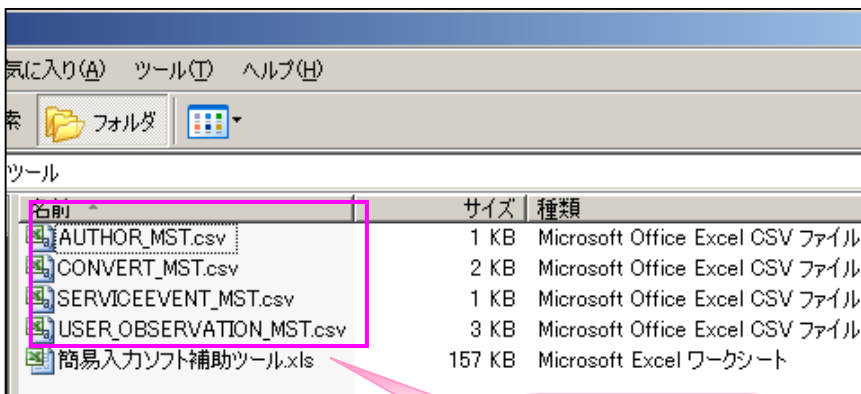 気に入り(A) ツール(T) ヘルプ(H)
索 フォルダ
ツール
名前 サイズ 種類
AUTHOR_MST.csv 1 KB Microsoft Office Excel CSV ファイル
CONVERT_MST.csv 2 KB Microsoft Office Excel CSV ファイル
SERVICEEVENT_MST.csv 1 KB Microsoft Office Excel CSV ファイル
USER_OBSERVATION_MST.csv 3 KB Microsoft Office Excel CSV ファイル
簡易入力ソフト補助ツール.xls 157 KB Microsoft Excel ワークシート